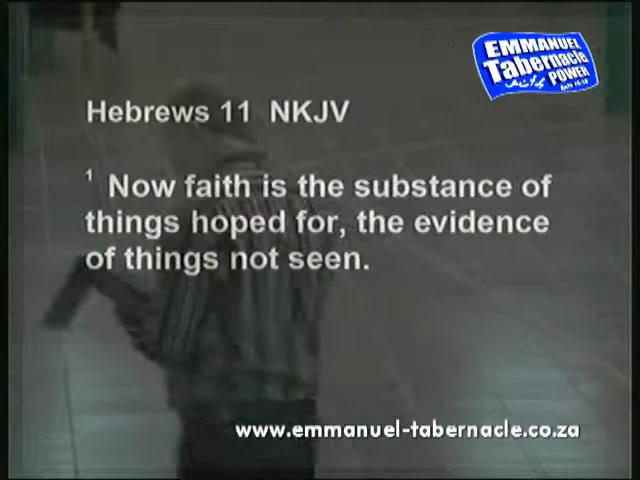 EMMANUEL
Tabernacle
POWER
Hebrews 11 NKJV
1 Now faith is the substance of
things hoped for, the evidence
of things not seen.
www.emmanuel-tabernacle.co.za